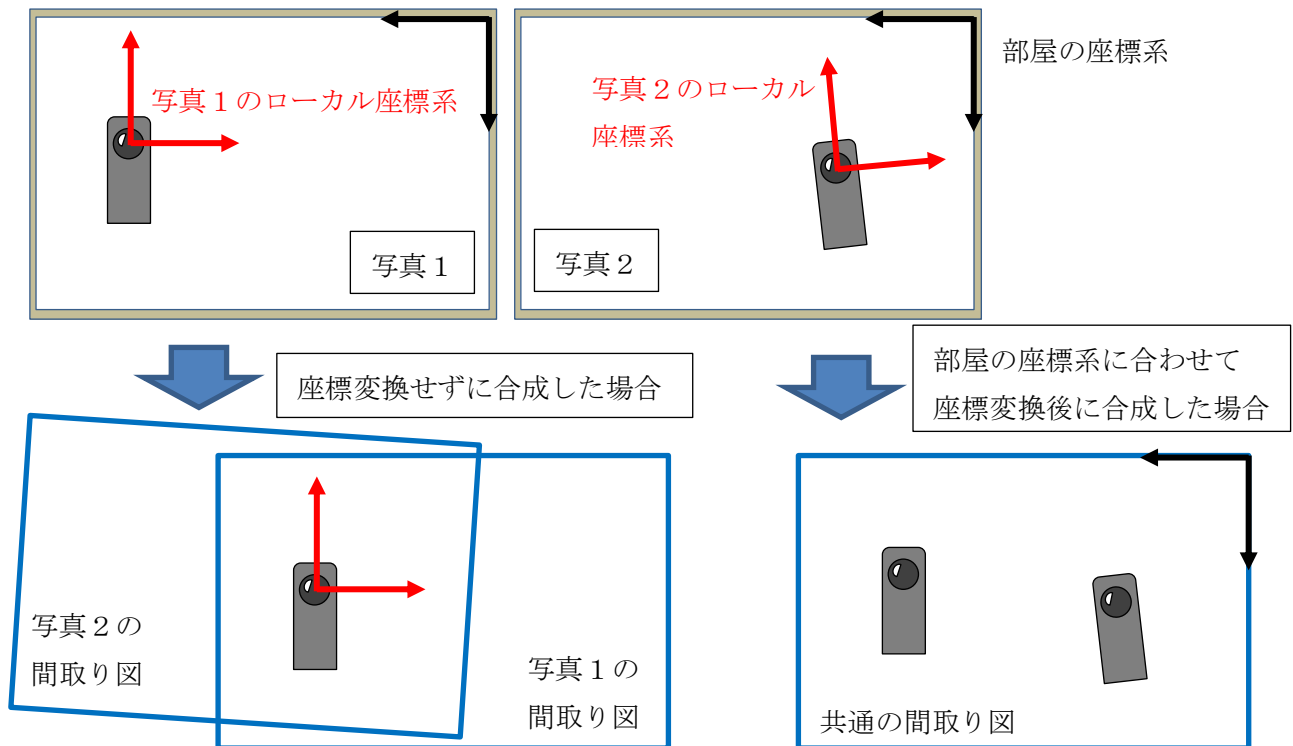 部屋の座標系
写真１のローカル座標系
写真２のローカル
座標系
写真１
写真２
座標変換せずに合成した場合
部屋の座標系に合わせて
座標変換後に合成した場合
写真２の
間取り図
写真１の
間取り図
共通の間取り図